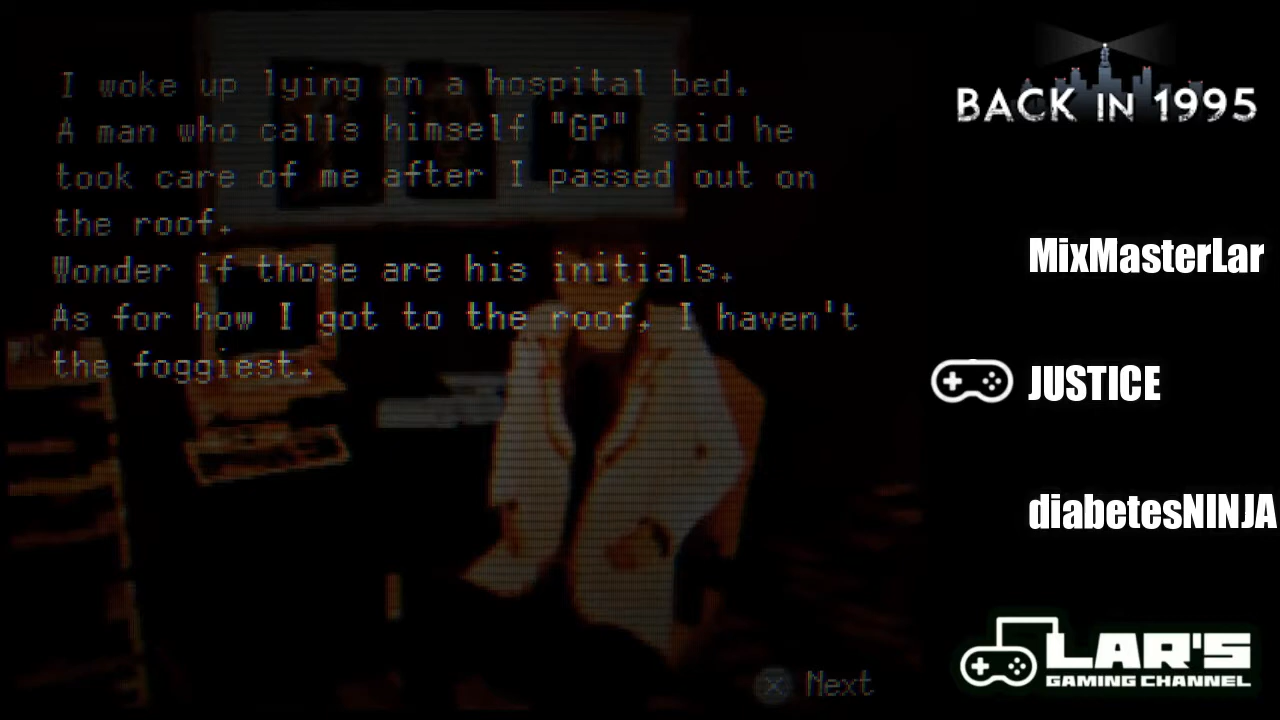 I woke up lying on a hospital bed.
A man who calls himself "GP" said he
took care of me after I passed out on
the roof.
Wonder if those are his initials.
As for how I got to the roof, I haven't
the foggiest.
Next
BACK IN 1995
MixMasterLar
JUSTICE
diabetesNINJA
LAR'S
GAMING CHANNEL